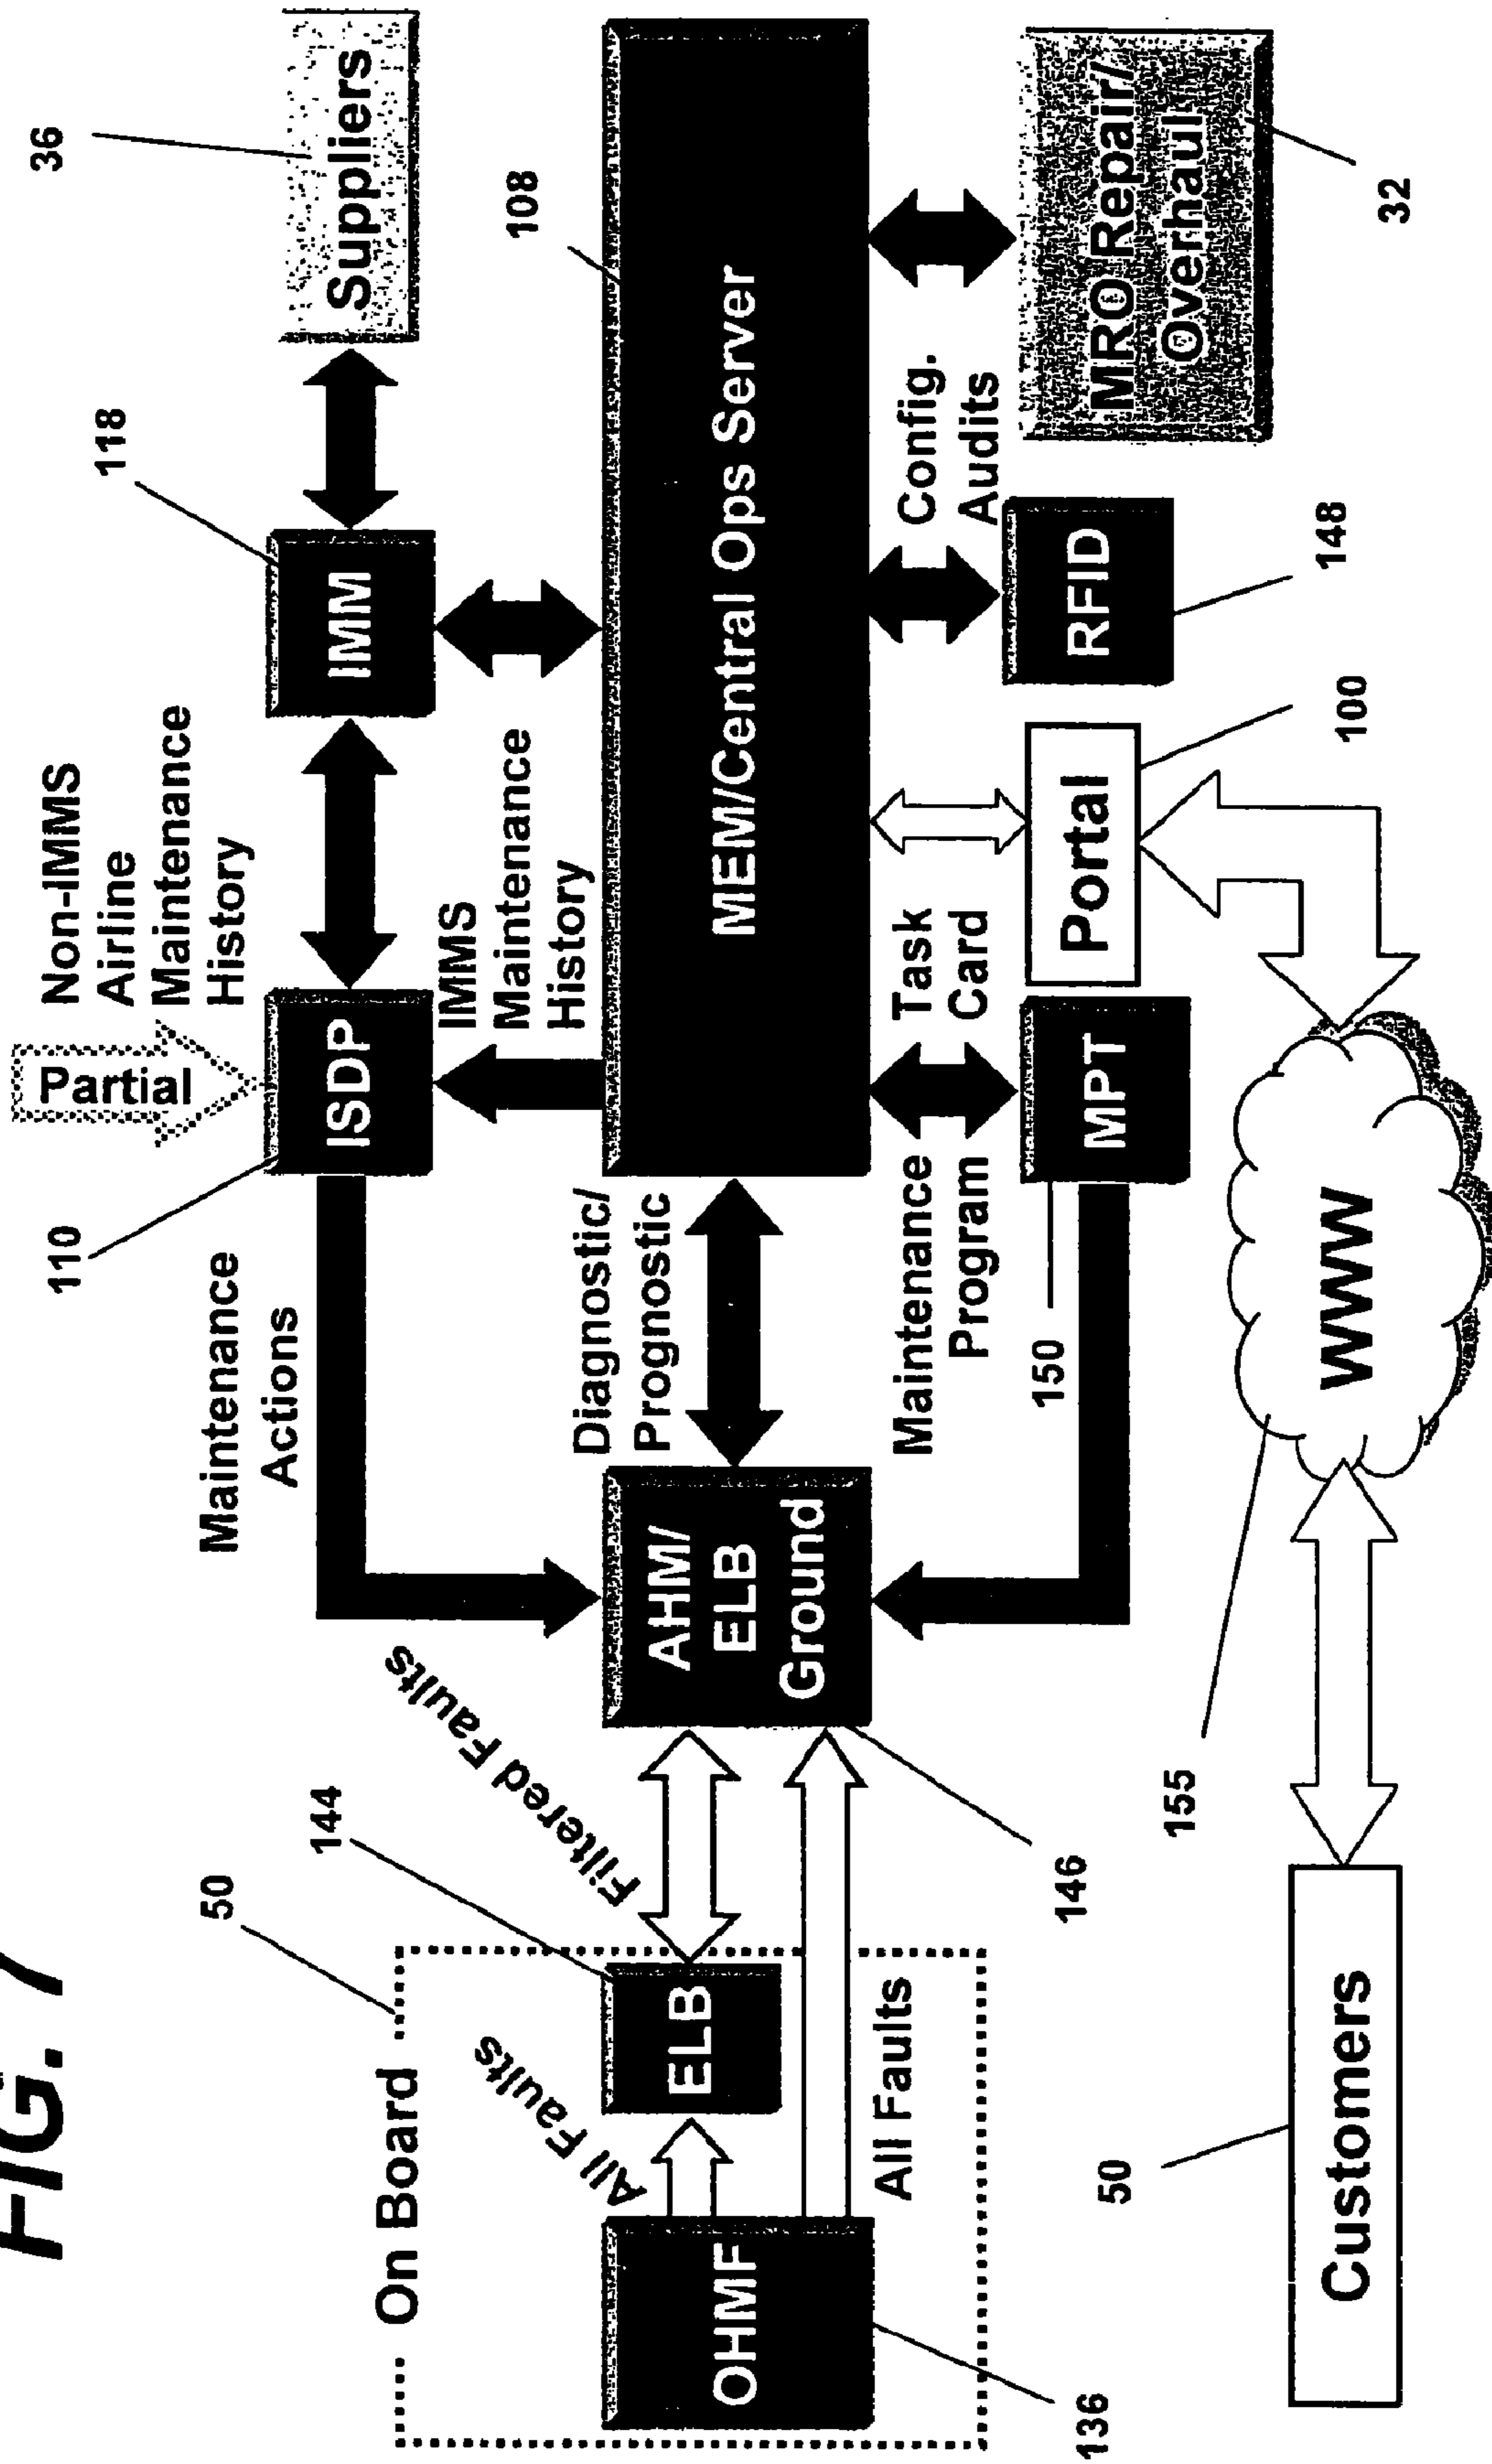 FIG. 7
Partial
Non-IMMS
Airline
Maintenance
History
36
118
110
Suppliers
IMM
ISDP
Maintenance
Actions
IMMS
Maintenance
History
108
50
144
On Board
All Faults
Filtered Faults
Diagnostic/
Prognostic
OHMF
ELB
AHM/
ELB
Ground
MEM/Central Ops Server
All Faults
Maintenance
Program
Task
Card
Config.
Audits
136
146
150
MPT
Portal
RFID
MRO Repair/
Overhaul
100
148
32
155
50
Customers
WWW